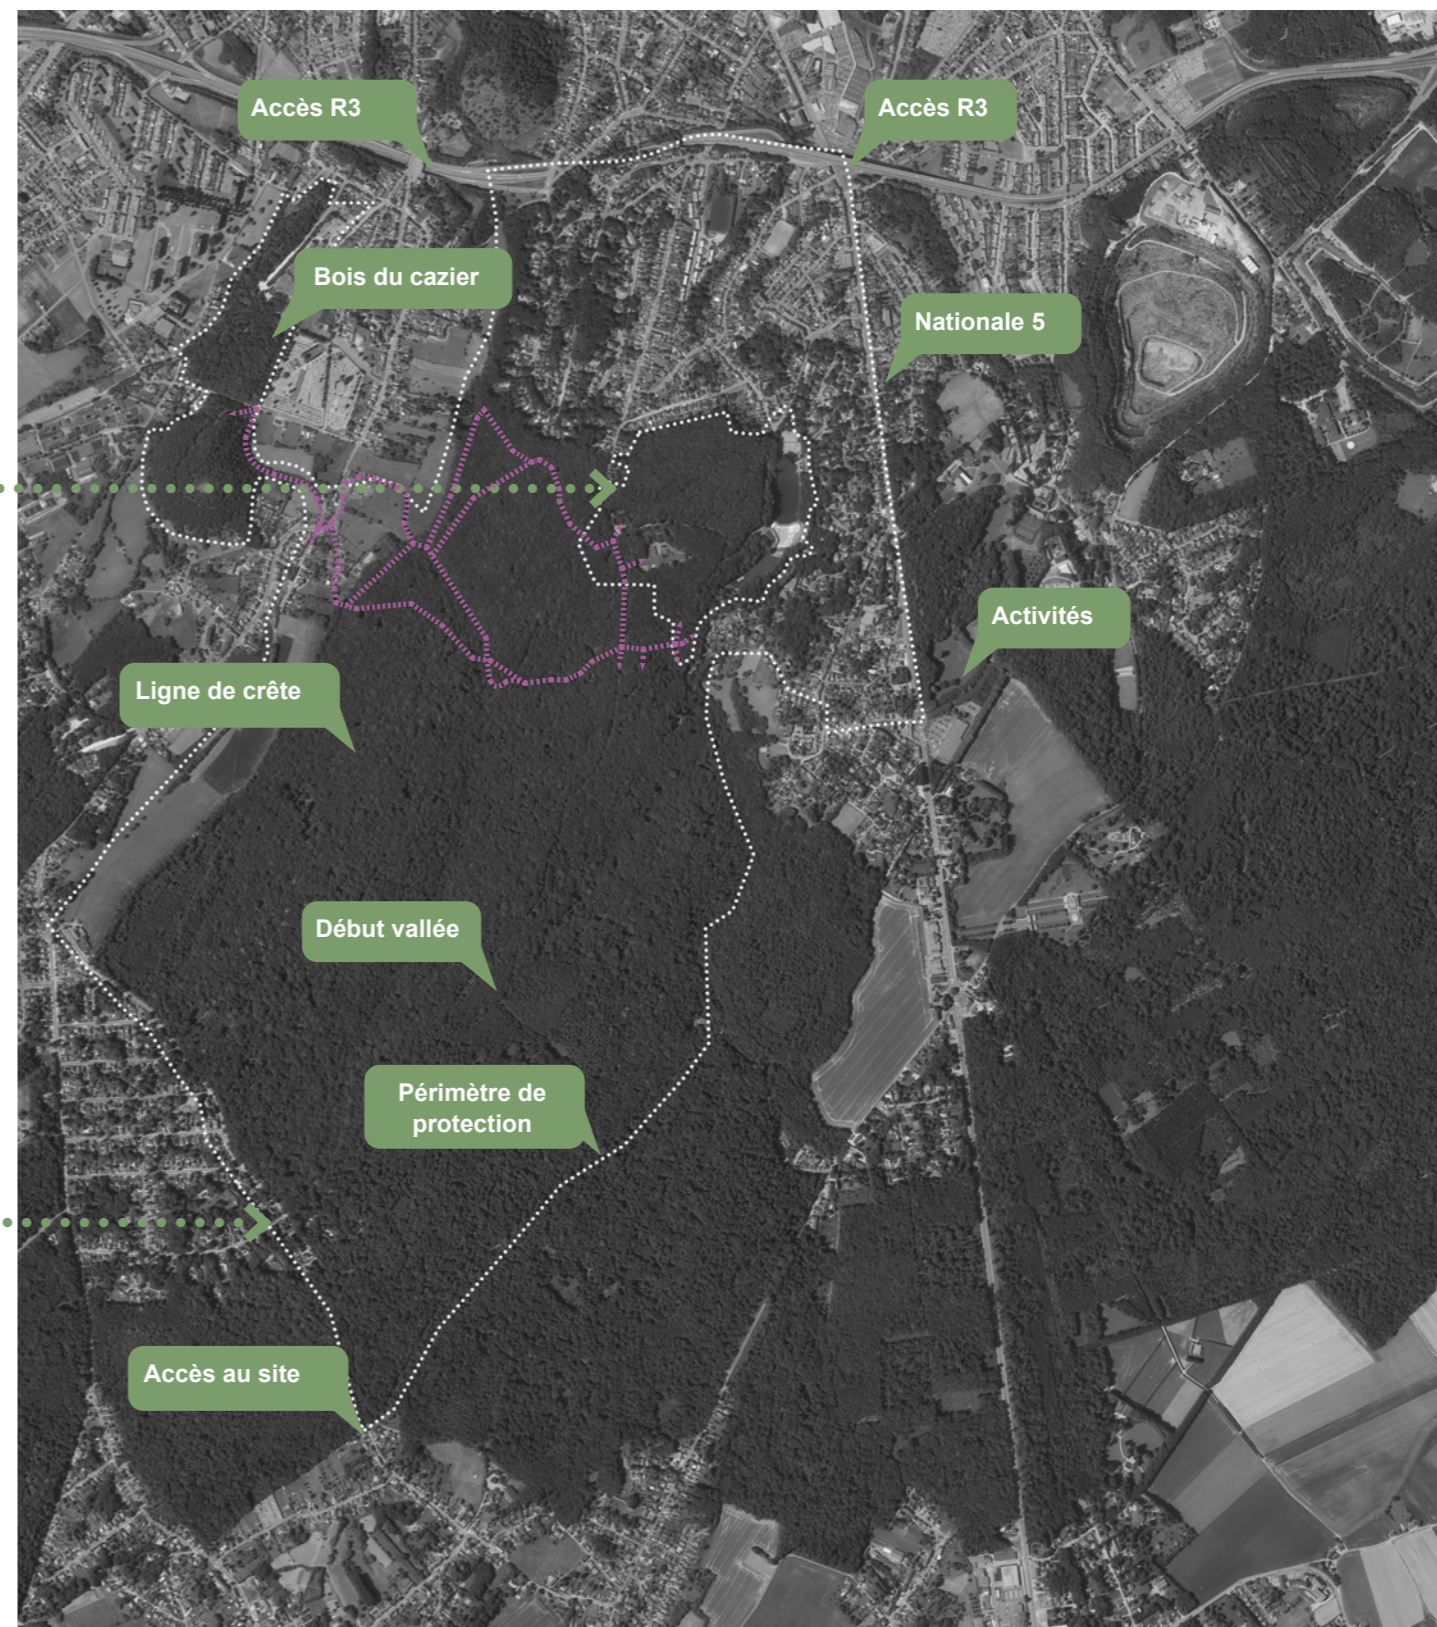 Accès R3
Accès R3
Bois du cazier
Nationale 5
Activités
Ligne de crête
Début vallée
Périmètre de
protection
Accès au site